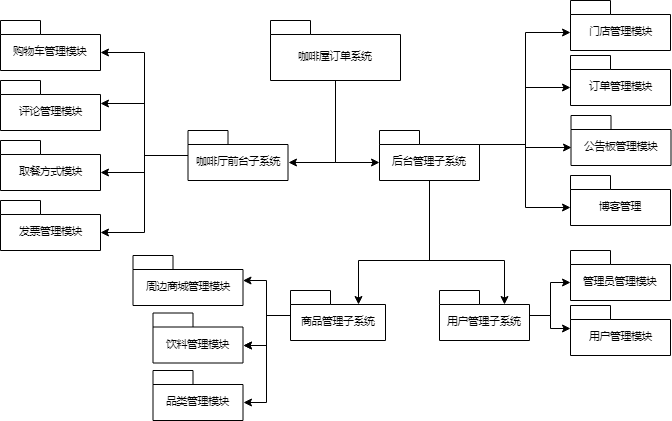 咖啡屋订单系统
门店管理模块
购物车管理模块
订单管理模块
评论管理模块
公告板管理模块
咖啡厅前台子系统
后台管理子系统
取餐方式模块
博客管理
发票管理模块
管理员管理模块
周边商城管理模块
商品管理子系统
用户管理子系统
用户管理模块
饮料管理模块
品类管理模块